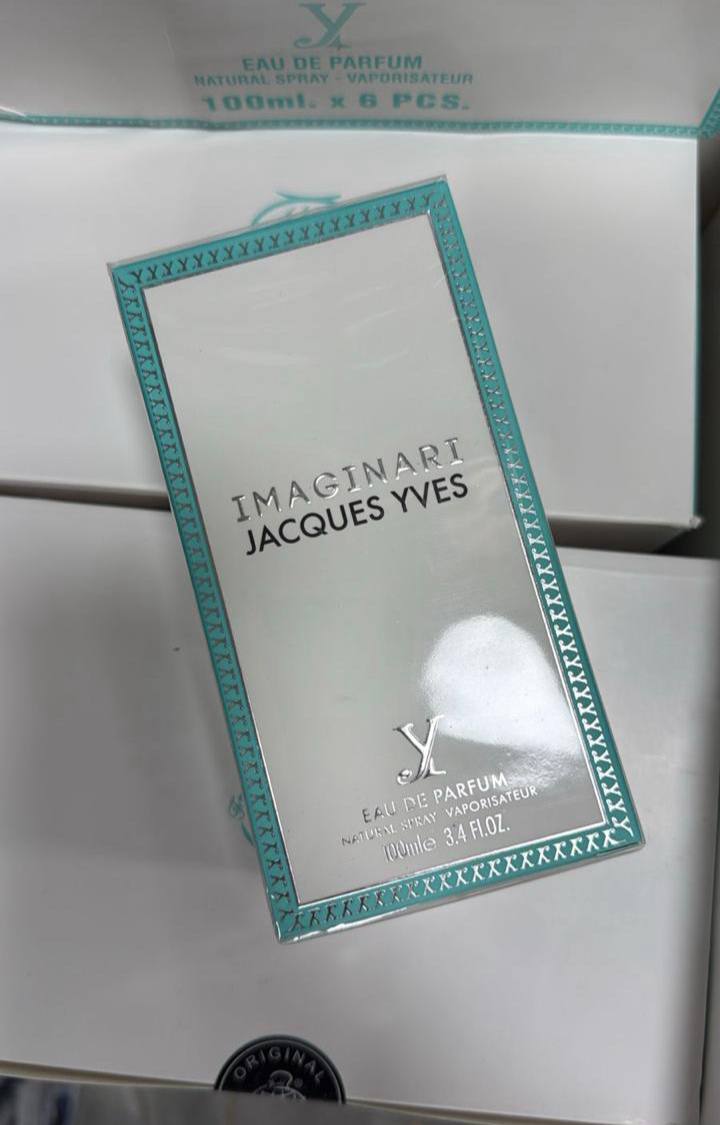 EAU DE PARFUM
NATURAL SPRAY - VAPORISATEUR
100ml. x 6 PCS.
IMAGINARI
JACQUES YVES
EAU DE PARFUM
NATURAL SPRAY VAPORISATEUR
100mle 3.4 Fl.OZ.
ORIGINAL